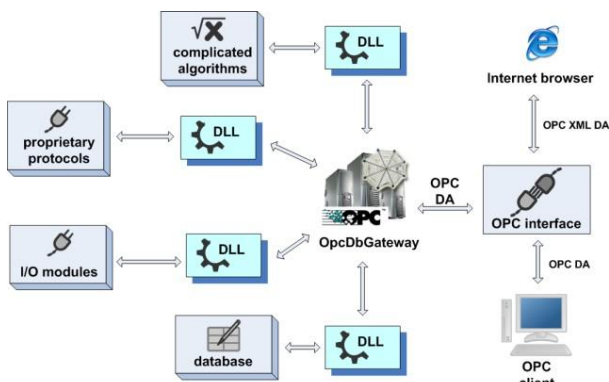 √x
complicated
algorithms
DLL
Internet browser
proprietary
protocols
DLL
OPC XML DA
OPC
DA
OPC
OpcDbGateway
OPC interface
I/O modules
DLL
OPC DA
database
DLL
OPC
client